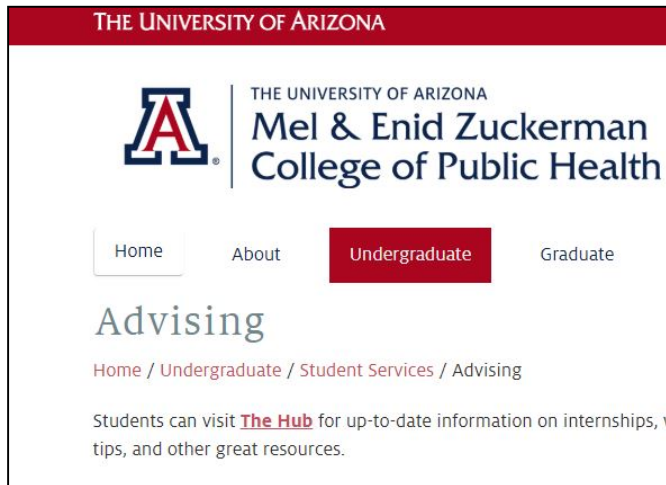 THE UNIVERSITY OF ARIZONA
A®
THE UNIVERSITY OF ARIZONA
Mel & Enid Zuckerman
College of Public Health
Home About Undergraduate Graduate
Advising
Home / Undergraduate / Student Services / Advising
Students can visit The Hub for up-to-date information on internships,
tips, and other great resources.